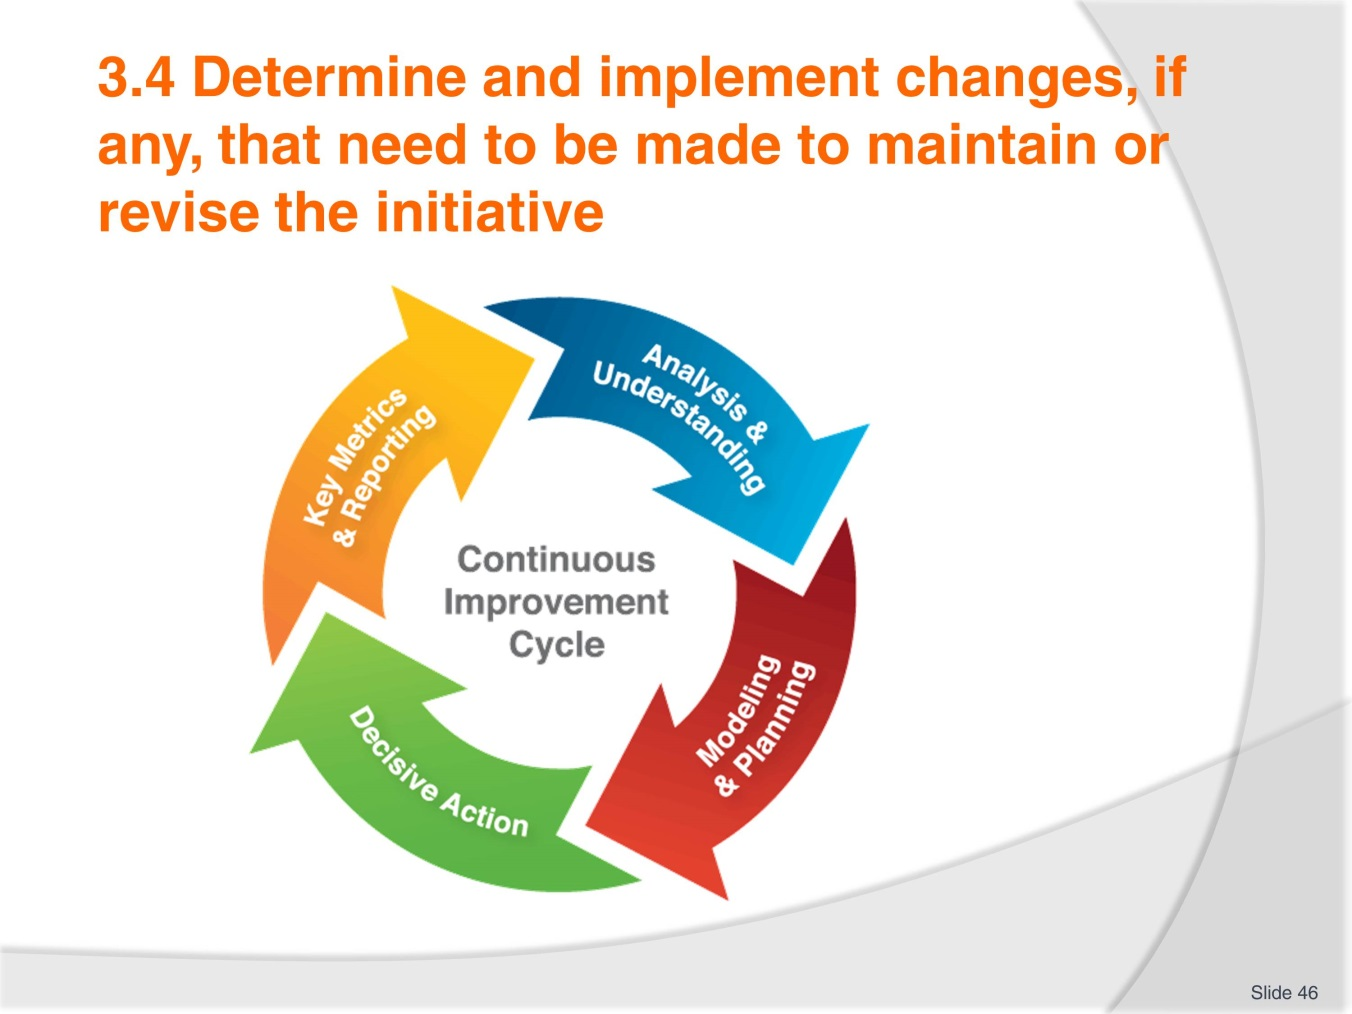 3.4 Determine and implement changes, if
any, that need to be made to maintain or
revise the initiative
Analysis &
Understanding
Key Metrics
& Reporting
Continuous
Improvement
Cycle
Modeling
& Planning
Decisive Action
Slide 46